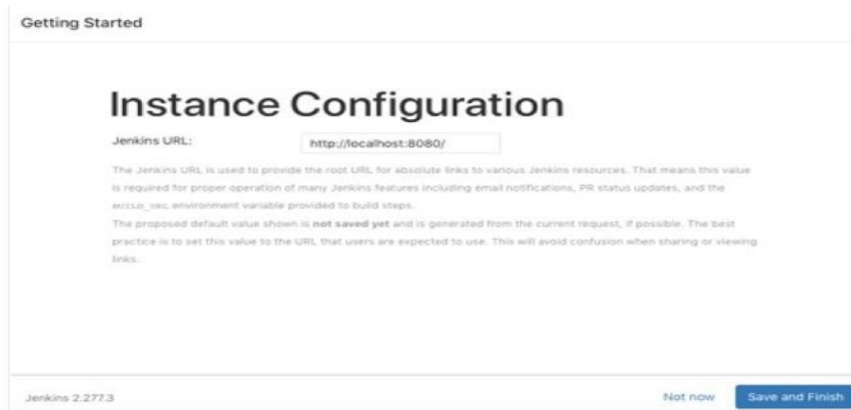 Getting Started
Instance Configuration
Jenkins URL: http://localhost:8080/
The Jenkins URL is used to provide the root URL for absolute links to various Jenkins resources. That means this value
is required for proper operation of many Jenkins features including email notifications, PR status updates, and the
BUILD_URL environment variable provided to build steps.
The proposed default value shown is not saved yet and is generated from the current request, if possible. The best
practice is to set this value to the URL that users are expected to use. This will avoid confusion when sharing or viewing
links.
Jenkins 2.277.3 Not now Save and Finish